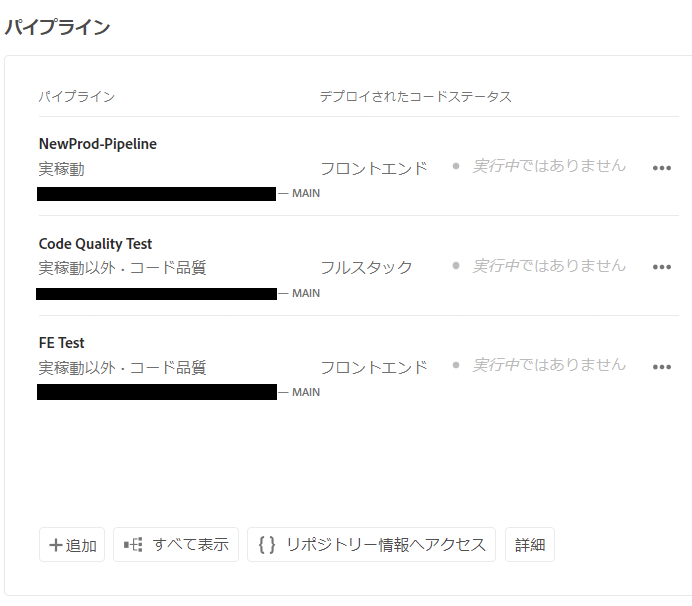 パイプライン
パイプライン デプロイされたコードステータス
NewProd-Pipeline
実稼動 フロントエンド 実行中ではありません
— MAIN
Code Quality Test
実稼動以外・コード品質 フルスタック 実行中ではありません
— MAIN
FE Test
実稼動以外・コード品質 フロントエンド 実行中ではありません
— MAIN
+追加 すべて表示 {} リポジトリー情報へアクセス 詳細